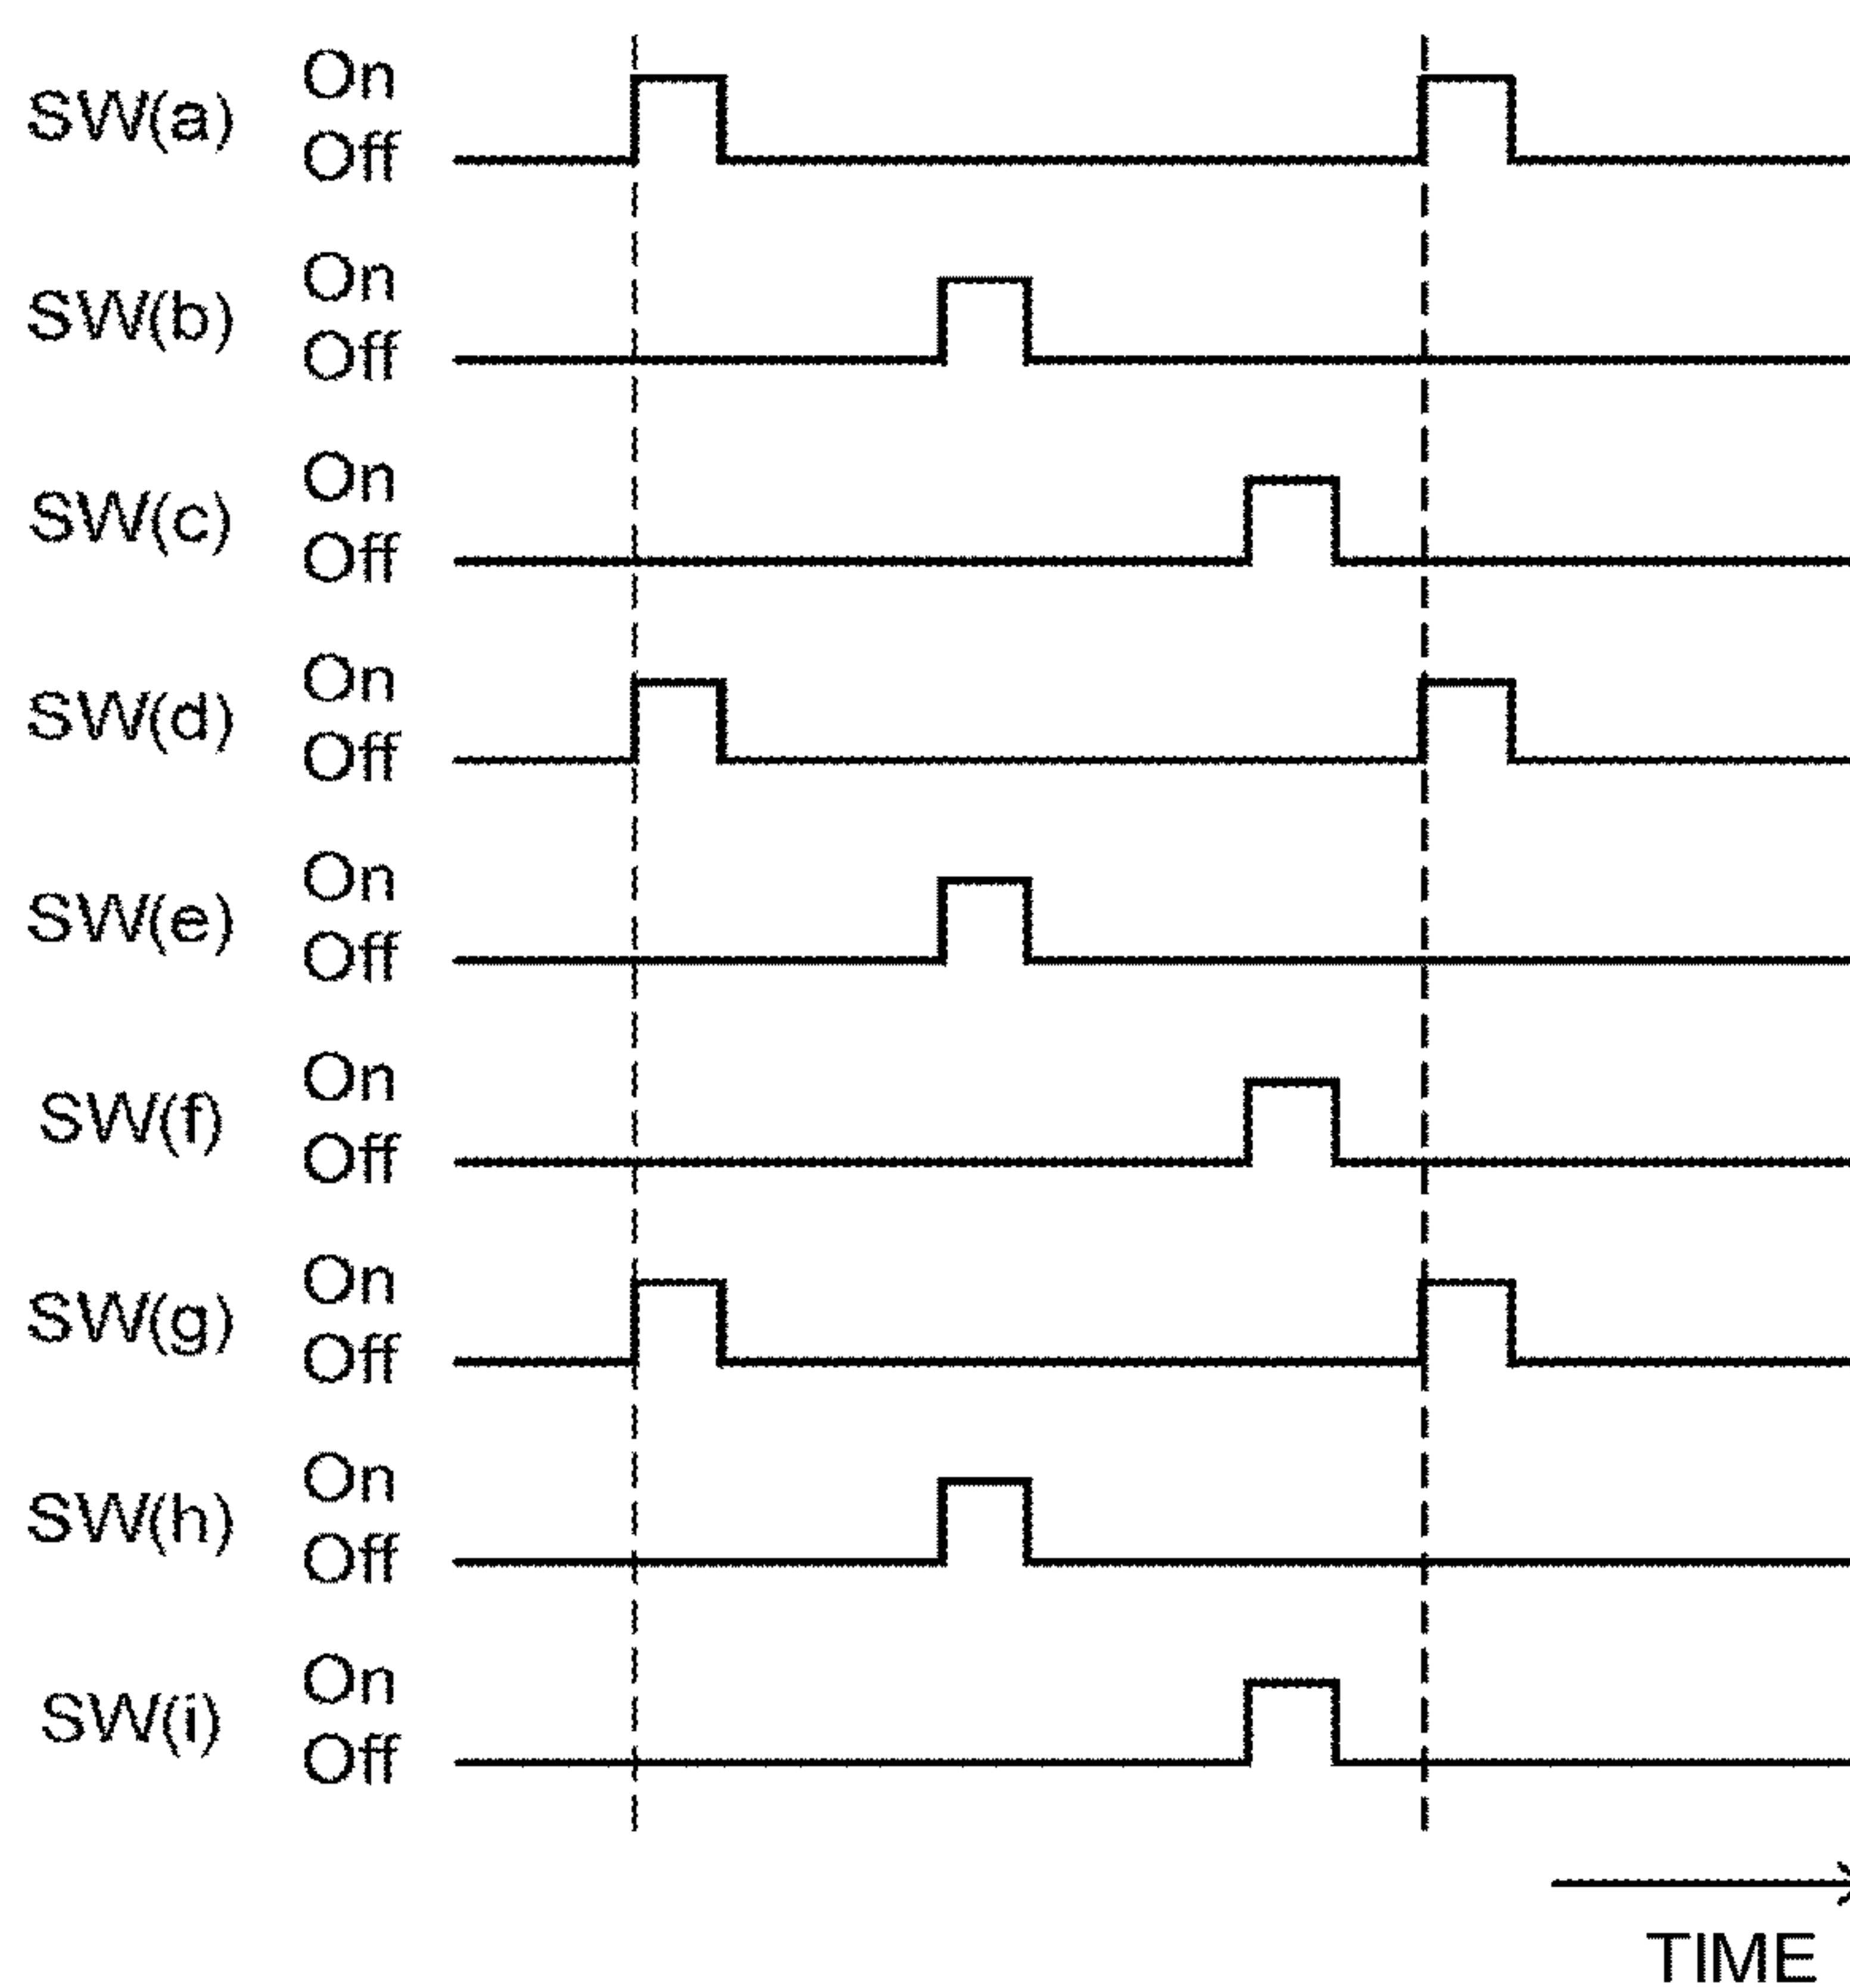 On
SW(a)
Off
On
SW(b)
Off
On
SW(c)
Off
On
SW(d)
Off
On
SW(e)
Off
On
SW(f)
Off
On
SW(g)
Off
On
SW(h)
Off
On
SW(i)
Off
TIME